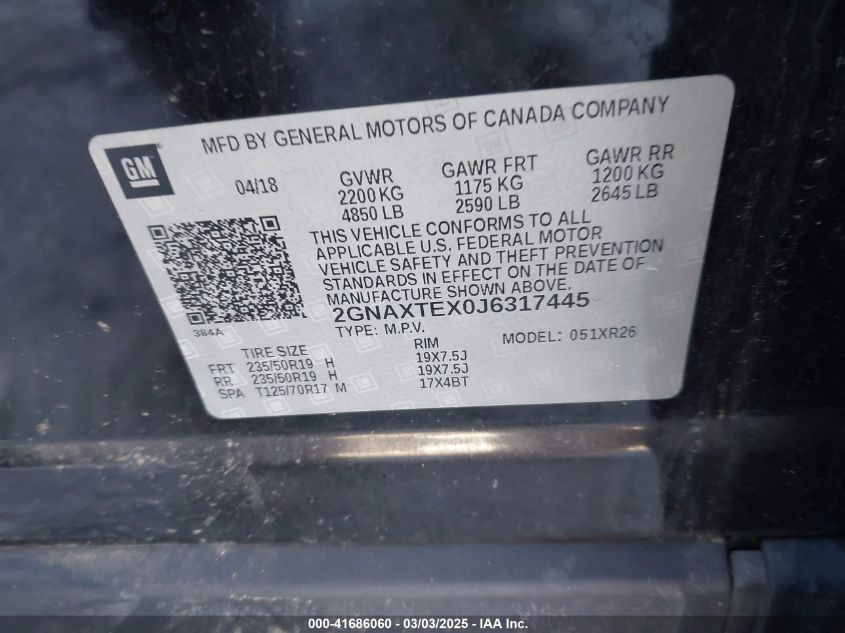 MFD BY GENERAL MOTORS OF CANADA COMPANY
GM
04/18
GVWR
2200 KG
4850 LB
GAWR FRT
1175 KG
2590 LB
GAWR RR
1200 KG
2645 LB
THIS VEHICLE CONFORMS TO ALL
APPLICABLE U.S. FEDERAL MOTOR
VEHICLE SAFETY AND THEFT PREVENTION
STANDARDS IN EFFECT ON THE DATE OF
MANUFACTURE SHOWN ABOVE.
2GNAXTEX0J6317445
384A
TYPE: M.P.V.
MODEL: 051XR26
TIRE SIZE RIM
FRT 235/50R19 H 19X7.5J
RR 235/50R19 H 19X7.5J
SPA T125/70R17 M 17X4BT
000-41686060 — 03/03/2025 — IAA Inc.